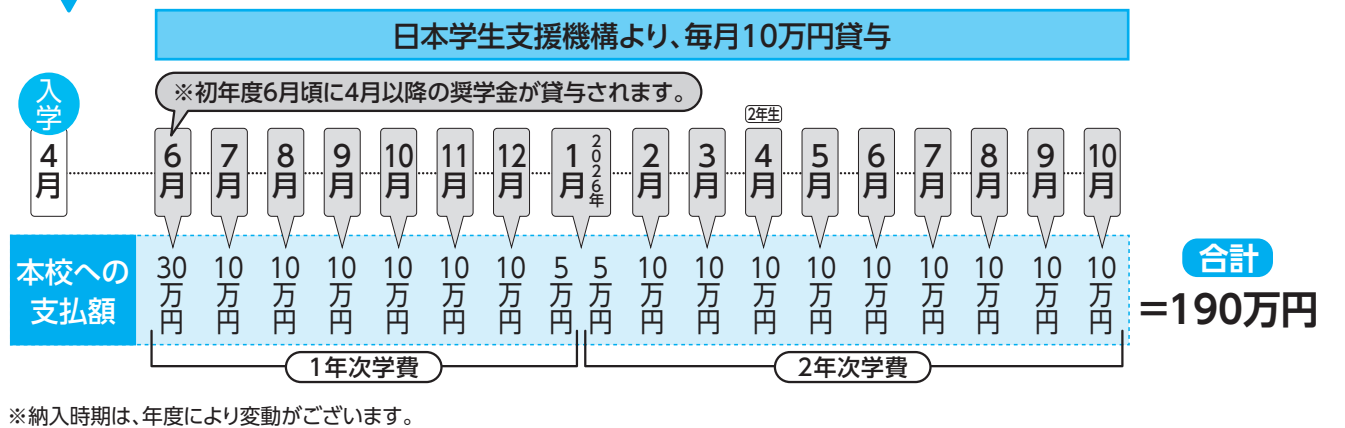 日本学生支援機構より、毎月10万円貸与
入学
※初年度6月頃に4月以降の奨学金が貸与されます。
2年生
4月 6月 7月 8月 9月 10月 11月 12月 1月 2026年 2月 3月 4月 5月 6月 7月 8月 9月 10月
本校への
支払額
30万円 10万円 10万円 10万円 10万円 10万円 10万円 5万円 5万円 10万円 10万円 10万円 10万円 10万円 10万円 10万円 10万円 10万円
合計
=190万円
1年次学費 2年次学費
※納入時期は、年度により変動がございます。